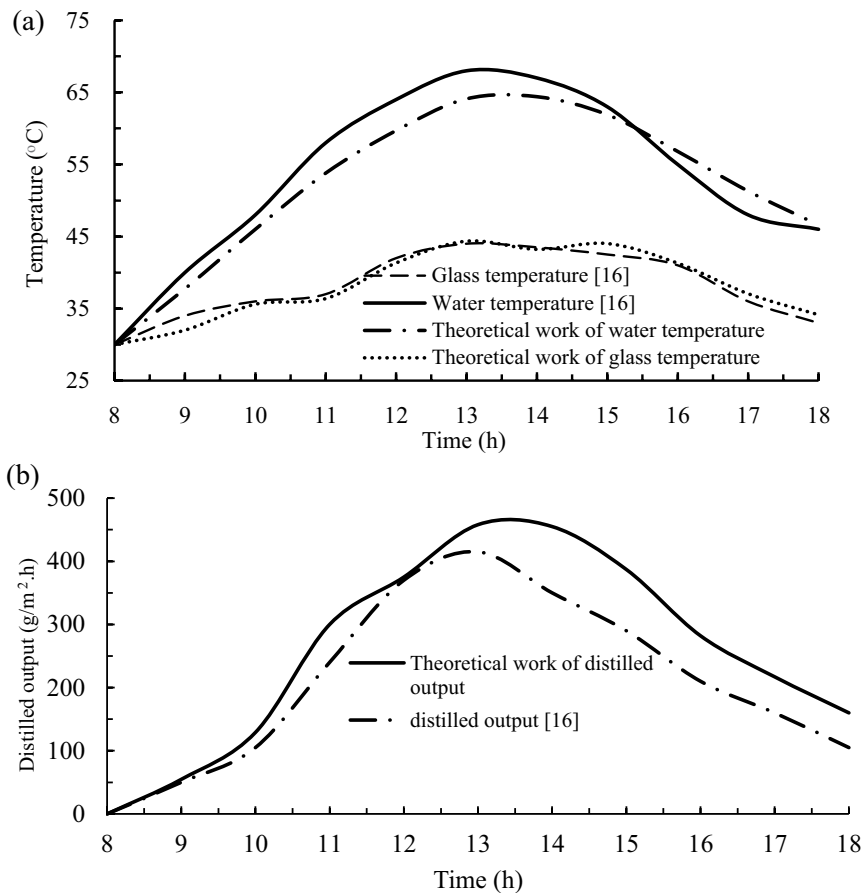 (a)
75
65
55
45
35
25
Temperature (°C)
Glass temperature [16]
Water temperature [16]
Theoretical work of water temperature
Theoretical work of glass temperature
8 9 10 11 12 13 14 15 16 17 18
Time (h)
(b)
500
400
300
200
100
0
Distilled output (g/m².h)
Theoretical work of distilled
output
distilled output [16]
8 9 10 11 12 13 14 15 16 17 18
Time (h)